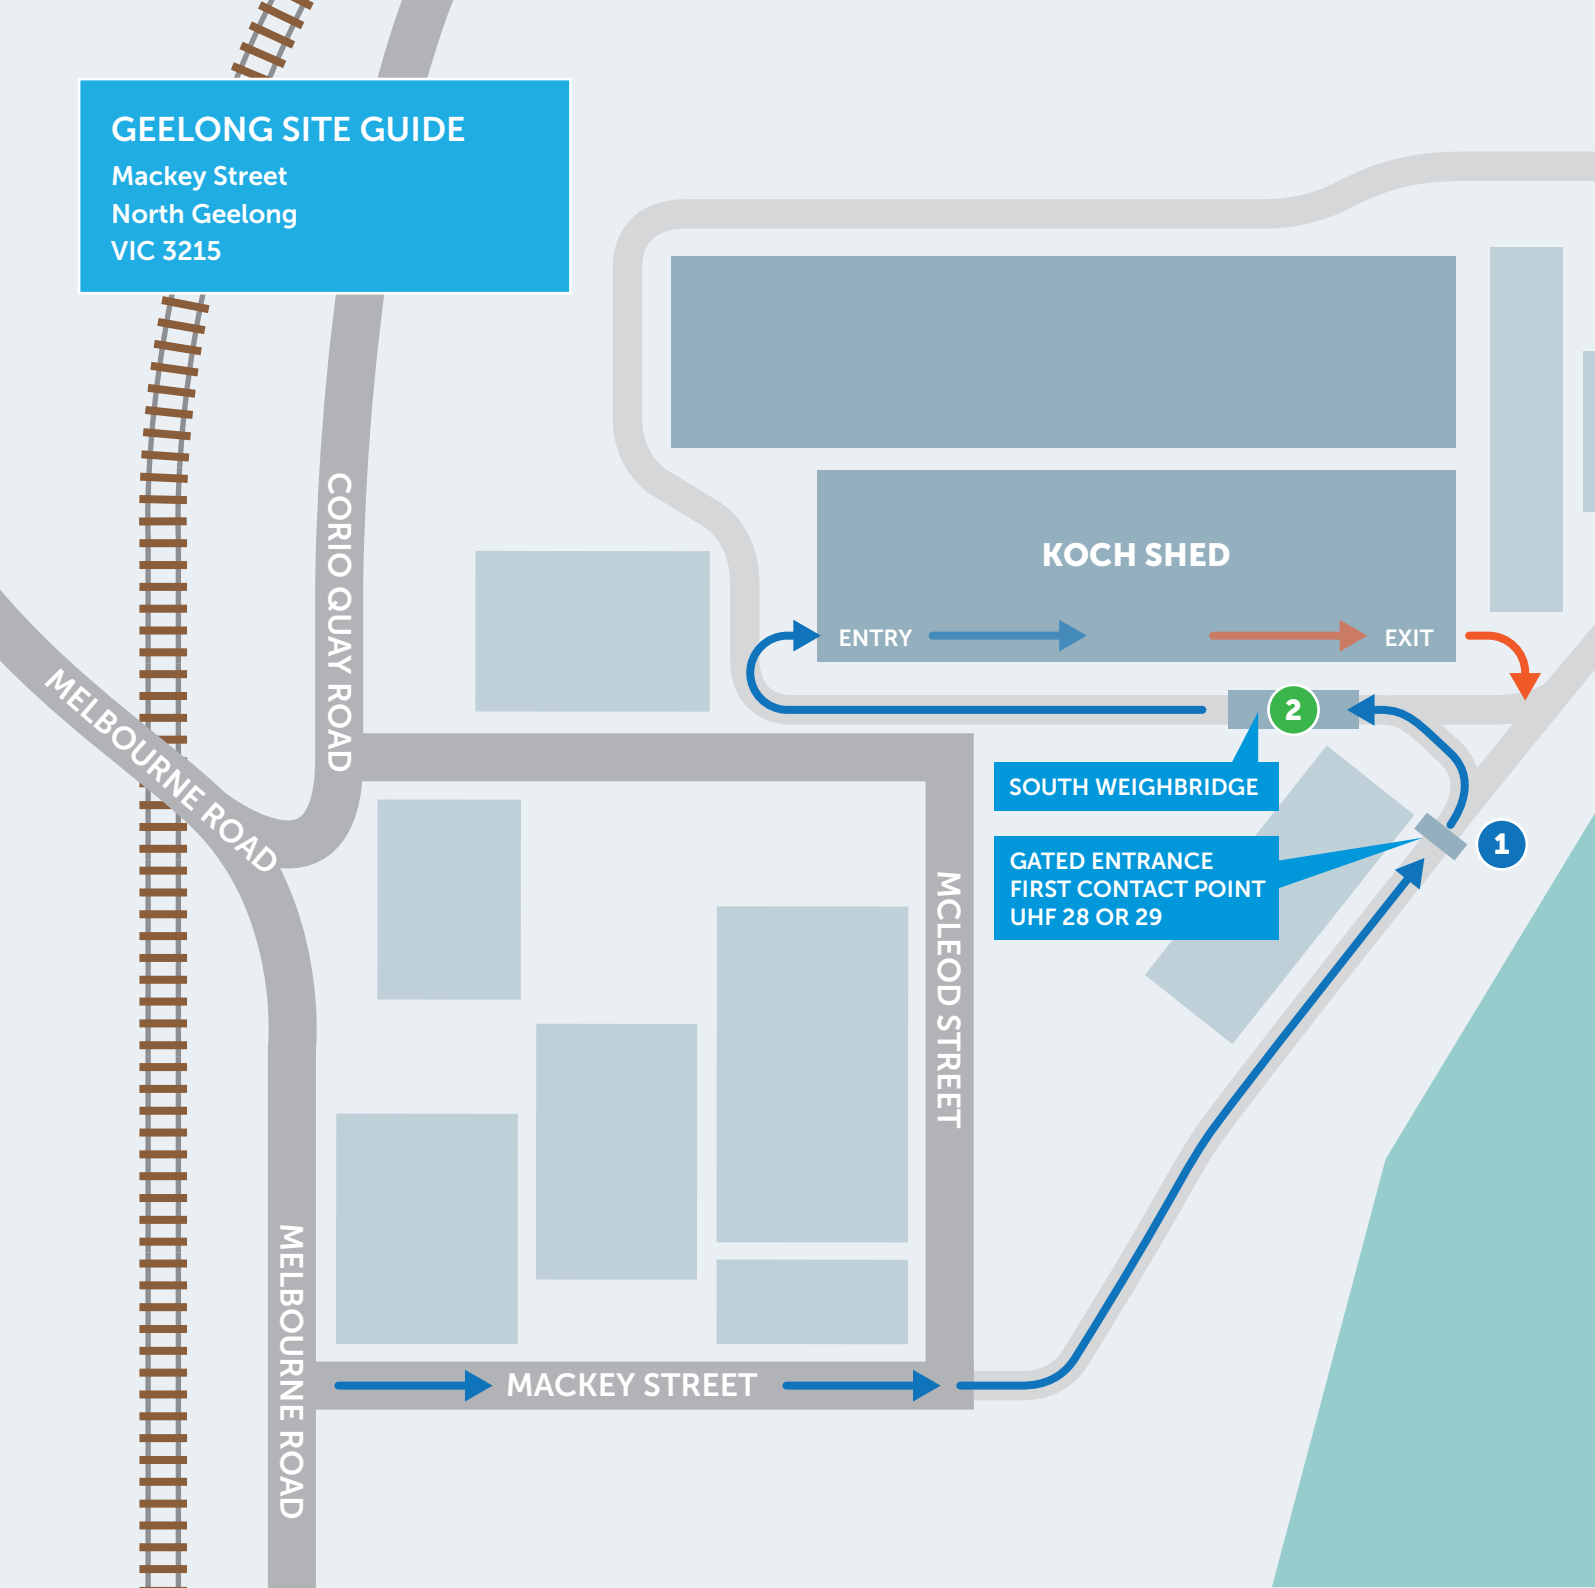 GEELONG SITE GUIDE
Mackey Street
North Geelong
VIC 3215
CORIO QUAY ROAD
KOCH SHED
ENTRY
EXIT
MELBOURNE ROAD
2
SOUTH WEIGHBRIDGE
GATED ENTRANCE
FIRST CONTACT POINT
UHF 28 OR 29
1
MCLEOD STREET
MELBOURNE ROAD
MACKEY STREET